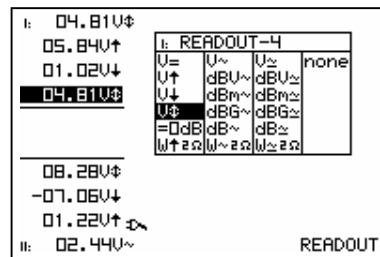 I: 04.81V⇕
05.84V↑
01.02V↓
04.81V⇕
I: READOUT-4
V= V~ V≃ none
V↑ dBV~ dBV≃
V↓ dBm~ dBm≃
V⇕ dBG~ dBG≃
=0dB dB~ dB≃
W↑2Ω W~2Ω W≃2Ω
08.28V⇕
-07.06V↓
01.22V↑
II: 02.44V~ READOUT